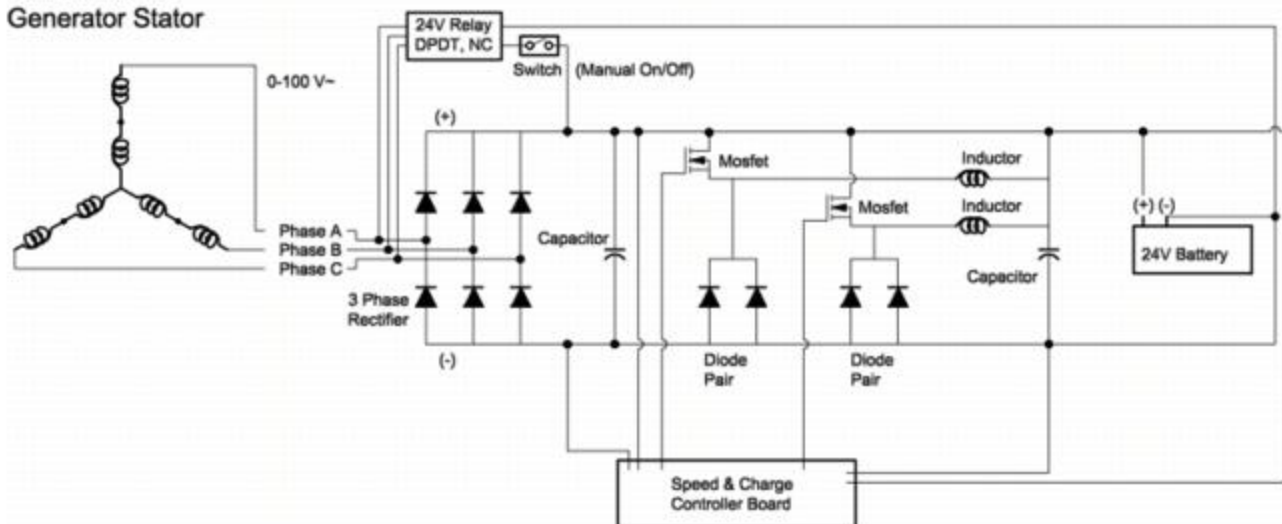 Generator Stator
24V Relay
DPDT, NC
Switch (Manual On/Off)
0-100 V~
(+)
Mosfet
Inductor
Mosfet
Inductor
(+) (-)
Phase A
Phase B
Phase C
Capacitor
24V Battery
Capacitor
3 Phase
Rectifier
(-)
Diode
Pair
Diode
Pair
Speed & Charge
Controller Board